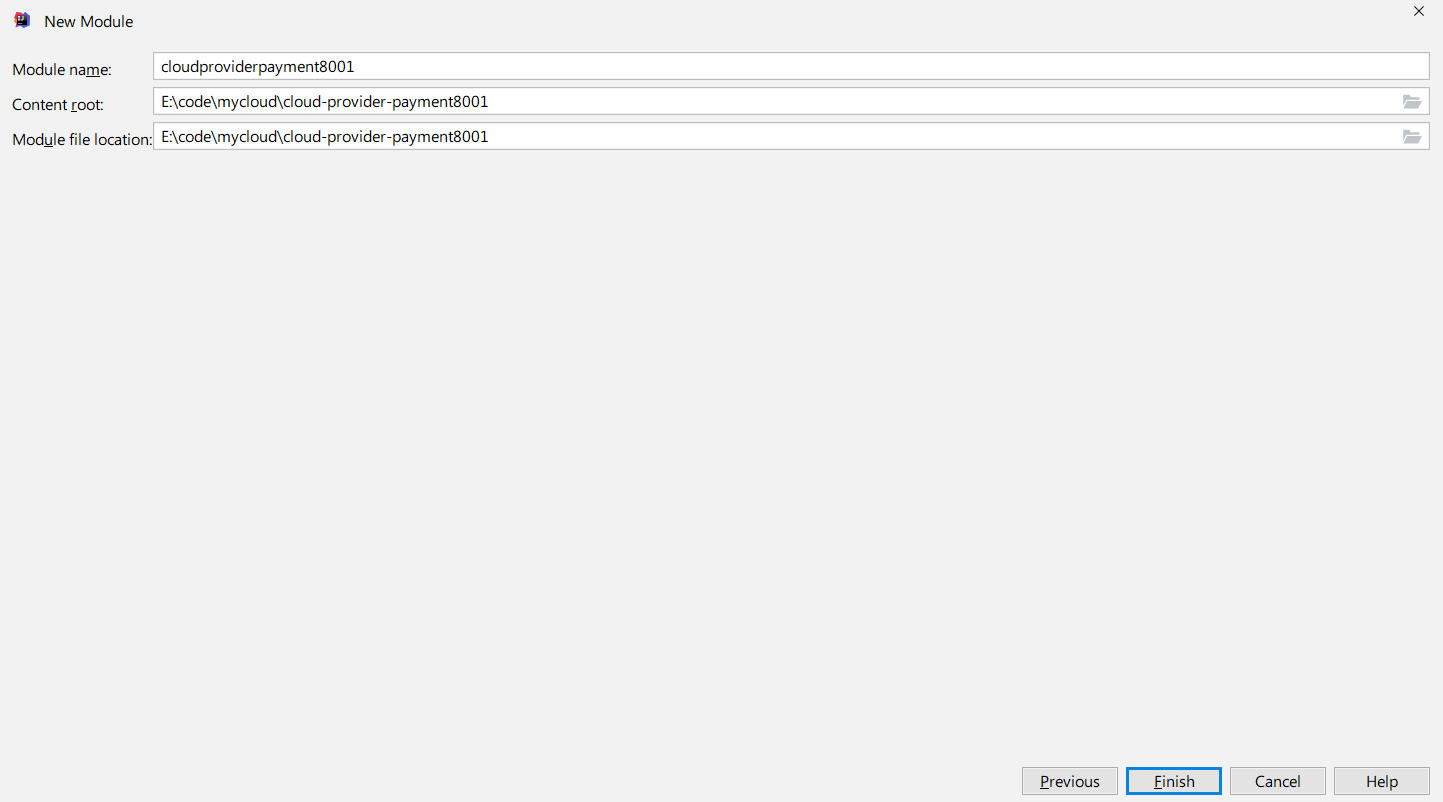 New Module
Module name: cloudproviderpayment8001
Content root: E:\code\mycloud\cloud-provider-payment8001
Module file location: E:\code\mycloud\cloud-provider-payment8001
Previous Finish Cancel Help